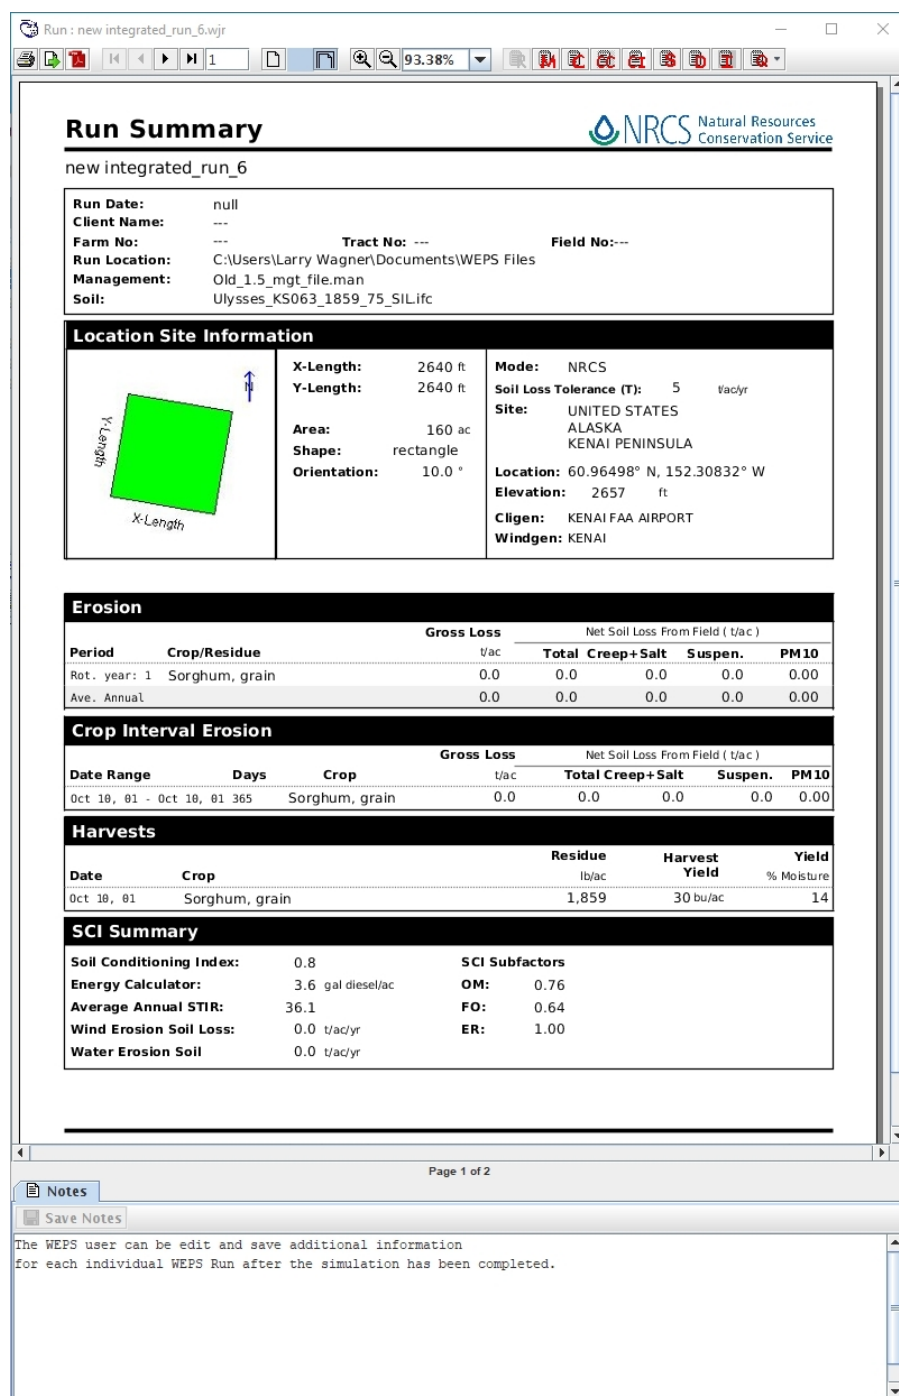 Run : new integrated_run_6.wjr
1
93.38%
Run Summary
NRCS Natural Resources Conservation Service
new integrated_run_6
Run Date: null
Client Name: ---
Farm No: --- Tract No: --- Field No:---
Run Location: C:\Users\Larry Wagner\Documents\WEPS Files
Management: Old_1.5_mgt_file.man
Soil: Ulysses_KS063_1859_75_SIL.ifc
Location Site Information
N
Y-Length
X-Length
X-Length: 2640 ft
Y-Length: 2640 ft
Area: 160 ac
Shape: rectangle
Orientation: 10.0 °
Mode: NRCS
Soil Loss Tolerance (T): 5 t/ac/yr
Site: UNITED STATES
ALASKA
KENAI PENINSULA
Location: 60.96498° N, 152.30832° W
Elevation: 2657 ft
Cligen: KENAI FAA AIRPORT
Windgen: KENAI
Erosion
Gross Loss Net Soil Loss From Field ( t/ac )
Period Crop/Residue t/ac Total Creep+Salt Suspen. PM10
Rot. year: 1 Sorghum, grain 0.0 0.0 0.0 0.0 0.00
Ave. Annual 0.0 0.0 0.0 0.0 0.00
Crop Interval Erosion
Gross Loss Net Soil Loss From Field ( t/ac )
Date Range Days Crop t/ac Total Creep+Salt Suspen. PM10
Oct 10, 01 - Oct 10, 01 365 Sorghum, grain 0.0 0.0 0.0 0.0 0.00
Harvests
Residue Harvest Yield Yield
Date Crop lb/ac % Moisture
Oct 10, 01 Sorghum, grain 1,859 30 bu/ac 14
SCI Summary
Soil Conditioning Index: 0.8 SCI Subfactors
Energy Calculator: 3.6 gal diesel/ac OM: 0.76
Average Annual STIR: 36.1 FO: 0.64
Wind Erosion Soil Loss: 0.0 t/ac/yr ER: 1.00
Water Erosion Soil 0.0 t/ac/yr
Page 1 of 2
Notes
Save Notes
The WEPS user can be edit and save additional information
for each individual WEPS Run after the simulation has been completed.